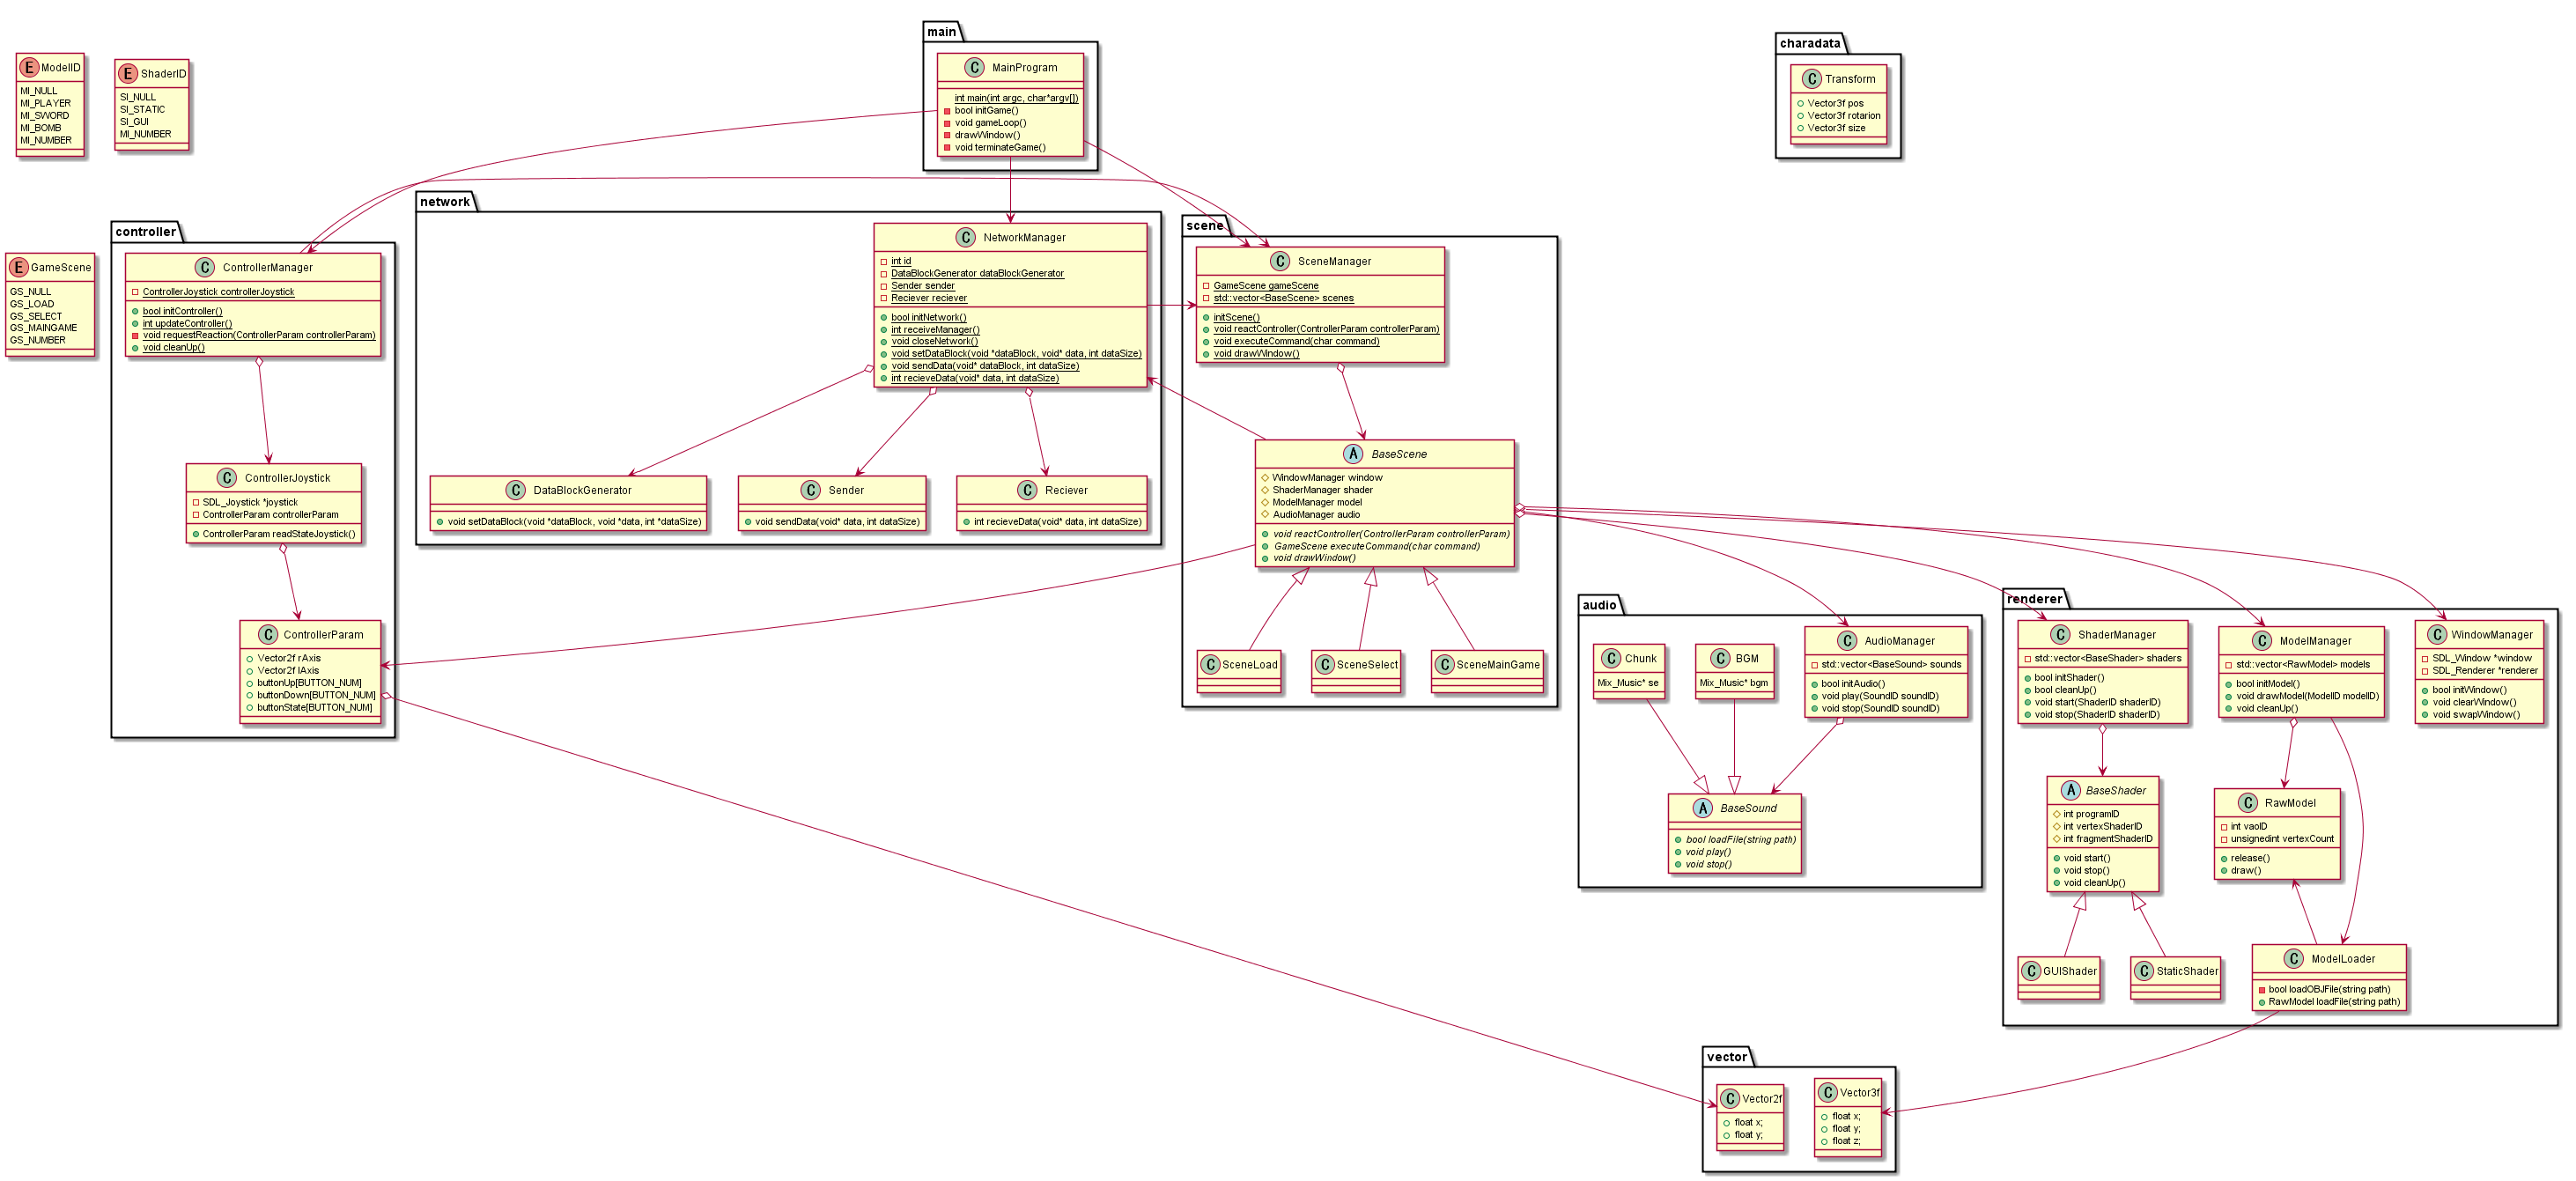 main
C MainProgram
int main(int argc, char*argv[])
bool initGame()
void gameLoop()
drawWindow()
void terminateGame()
charadata
C Transform
Vector3f pos
Vector3f rotarion
Vector3f size
E ModelID
MI_NULL
MI_PLAYER
MI_SWORD
MI_BOMB
MI_NUMBER
E ShaderID
SI_NULL
SI_STATIC
SI_GUI
MI_NUMBER
E GameScene
GS_NULL
GS_LOAD
GS_SELECT
GS_MAINGAME
GS_NUMBER
controller
C ControllerManager
ControllerJoystick controllerJoystick
bool initController()
int updateController()
void requestReaction(ControllerParam controllerParam)
void cleanUp()
C ControllerJoystick
SDL_Joystick *joystick
ControllerParam controllerParam
ControllerParam readStateJoystick()
C ControllerParam
Vector2f rAxis
Vector2f lAxis
buttonUp[BUTTON_NUM]
buttonDown[BUTTON_NUM]
buttonState[BUTTON_NUM]
network
C NetworkManager
int id
DataBlockGenerator dataBlockGenerator
Sender sender
Reciever reciever
bool initNetwork()
int receiveManager()
void closeNetwork()
void setDataBlock(void *dataBlock, void* data, int dataSize)
void sendData(void* dataBlock, int dataSize)
int recieveData(void* data, int dataSize)
C DataBlockGenerator
void setDataBlock(void *dataBlock, void *data, int *dataSize)
C Sender
void sendData(void* data, int dataSize)
C Reciever
int recieveData(void* data, int dataSize)
scene
C SceneManager
GameScene gameScene
std::vector<BaseScene> scenes
initScene()
void reactController(ControllerParam controllerParam)
void executeCommand(char command)
void drawWindow()
A BaseScene
WindowManager window
ShaderManager shader
ModelManager model
AudioManager audio
void reactController(ControllerParam controllerParam)
GameScene executeCommand(char command)
void drawWindow()
C SceneLoad
C SceneSelect
C SceneMainGame
audio
C Chunk
Mix_Music* se
C BGM
Mix_Music* bgm
C AudioManager
std::vector<BaseSound> sounds
bool initAudio()
void play(SoundID soundID)
void stop(SoundID soundID)
A BaseSound
bool loadFile(string path)
void play()
void stop()
renderer
C ShaderManager
std::vector<BaseShader> shaders
bool initShader()
bool cleanUp()
void start(ShaderID shaderID)
void stop(ShaderID shaderID)
C ModelManager
std::vector<RawModel> models
bool initModel()
void drawModel(ModelID modelID)
void cleanUp()
C WindowManager
SDL_Window *window
SDL_Renderer *renderer
bool initWindow()
void clearWindow()
void swapWindow()
A BaseShader
int programID
int vertexShaderID
int fragmentShaderID
void start()
void stop()
void cleanUp()
C RawModel
int vaoID
unsignedint vertexCount
release()
draw()
C GUIShader
C StaticShader
C ModelLoader
bool loadOBJFile(string path)
RawModel loadFile(string path)
vector
C Vector2f
float x;
float y;
C Vector3f
float x;
float y;
float z;